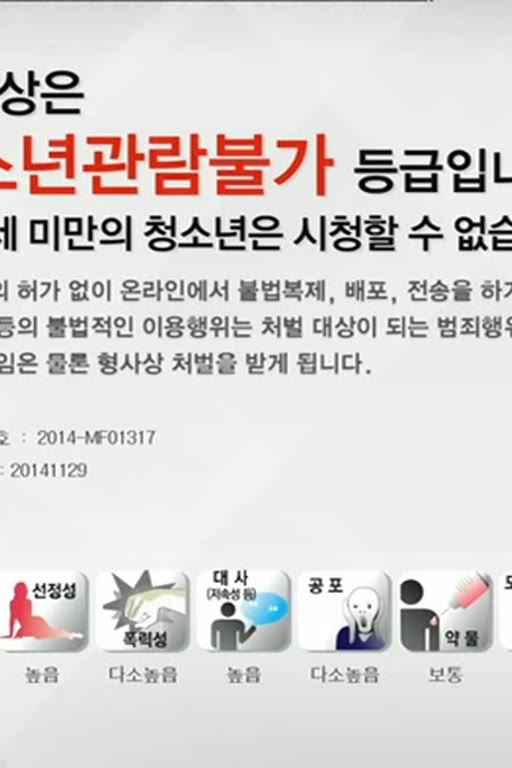 상은
소년관람불가 등급입니
세 미만의 청소년은 시청할 수 없습
의 허가 없이 온라인에서 불법복제, 배포, 전송을 하거
등의 불법적인 이용행위는 처벌 대상이 되는 범죄행위
임은 물론 형사상 처벌을 받게 됩니다.
호 : 2014-MF01317
: 20141129
선정성 폭력성 대사 (저속성 등) 공포 약물
높음 다소높음 높음 다소높음 보통